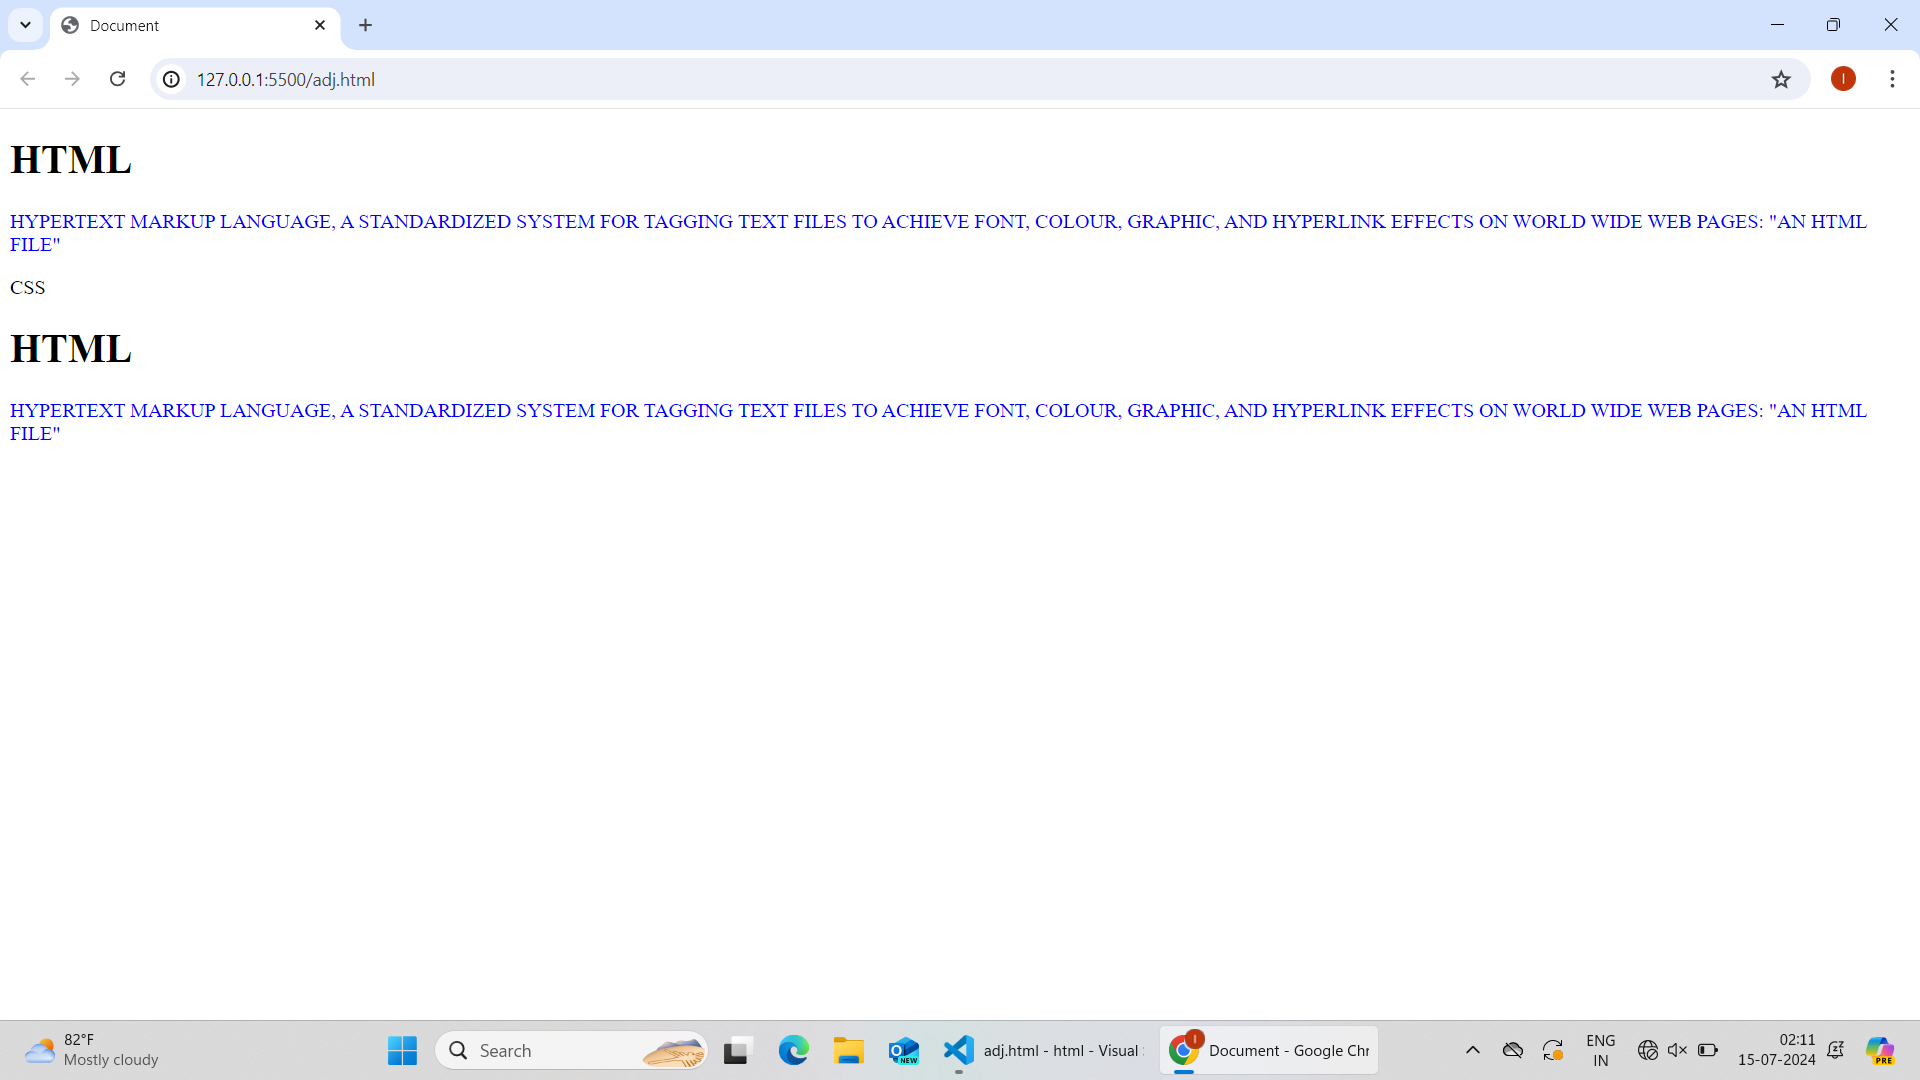 Document
127.0.0.1:5500/adj.html
I
HTML
HYPERTEXT MARKUP LANGUAGE, A STANDARDIZED SYSTEM FOR TAGGING TEXT FILES TO ACHIEVE FONT, COLOUR, GRAPHIC, AND HYPERLINK EFFECTS ON WORLD WIDE WEB PAGES: "AN HTML
FILE"
CSS
HTML
HYPERTEXT MARKUP LANGUAGE, A STANDARDIZED SYSTEM FOR TAGGING TEXT FILES TO ACHIEVE FONT, COLOUR, GRAPHIC, AND HYPERLINK EFFECTS ON WORLD WIDE WEB PAGES: "AN HTML
FILE"
82°F
Mostly cloudy
Search
NEW
adj.html - html - Visual
I
Document - Google Chr
ENG
IN
02:11
15-07-2024
PRE